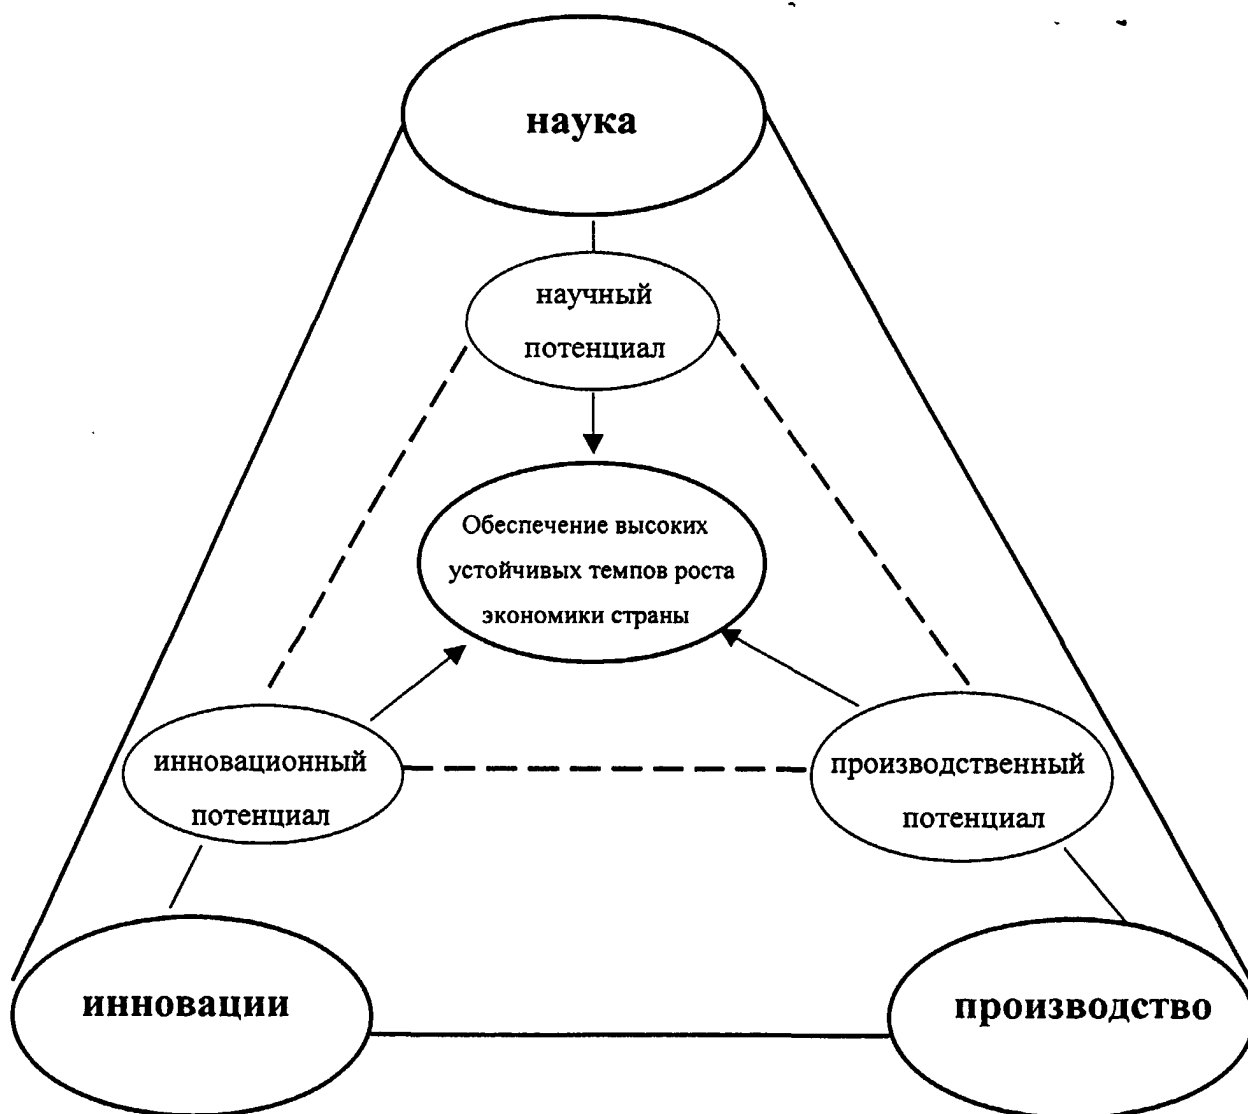 наука
научный
потенциал
Обеспечение высоких
устойчивых темпов роста
экономики страны
инновационный
потенциал
производственный
потенциал
инновации
производство